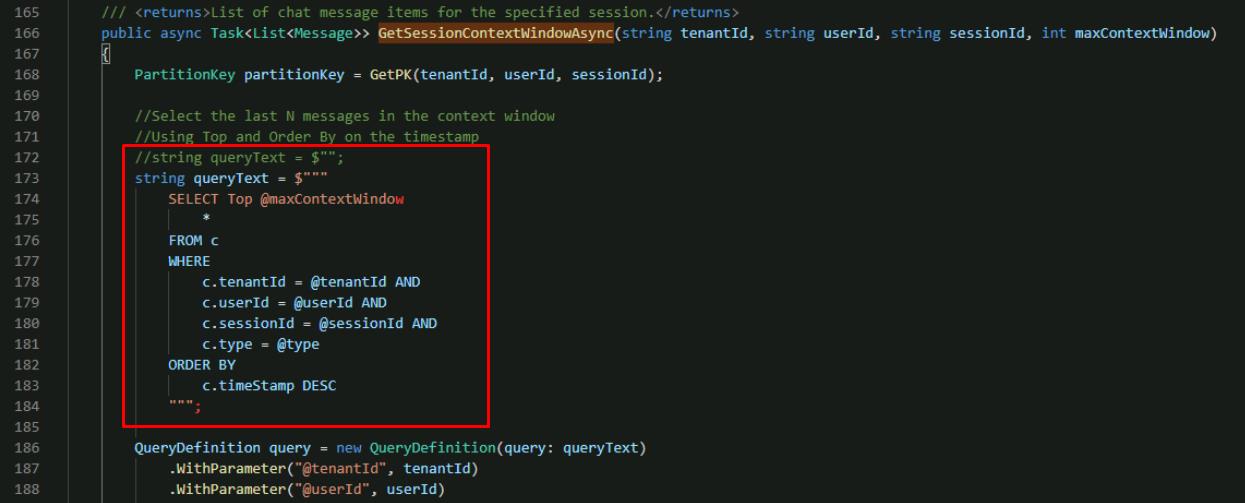 165 /// <returns>List of chat message items for the specified session.</returns>
166 public async Task<List<Message>> GetSessionContextWindowAsync(string tenantId, string userId, string sessionId, int maxContextWindow)
167 {
168 PartitionKey partitionKey = GetPK(tenantId, userId, sessionId);
169
170 //Select the last N messages in the context window
171 //Using Top and Order By on the timestamp
172 //string queryText = $"";
173 string queryText = $"""
174 SELECT Top @maxContextWindow
175 *
176 FROM c
177 WHERE
178 c.tenantId = @tenantId AND
179 c.userId = @userId AND
180 c.sessionId = @sessionId AND
181 c.type = @type
182 ORDER BY
183 c.timeStamp DESC
184 """;
185
186 QueryDefinition query = new QueryDefinition(query: queryText)
187 .WithParameter("@tenantId", tenantId)
188 .WithParameter("@userId", userId)